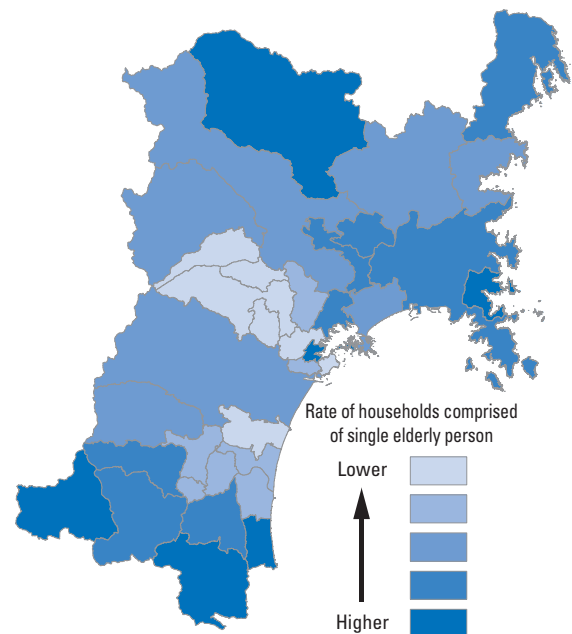 Rate of households comprised
of single elderly person
Lower
Higher